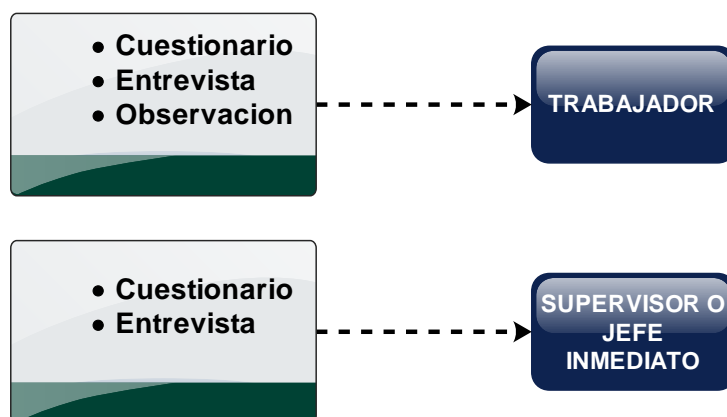 • Cuestionario
• Entrevista
• Observacion
TRABAJADOR
• Cuestionario
• Entrevista
SUPERVISOR O
JEFE
INMEDIATO